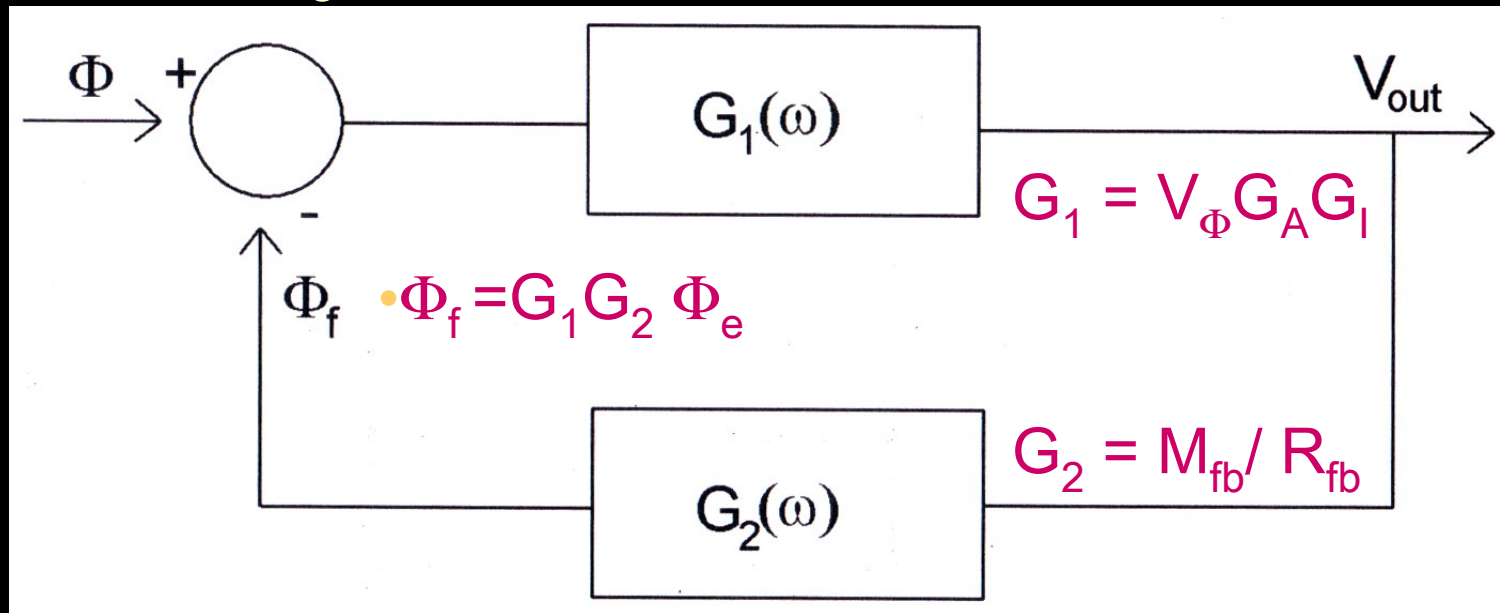 Φ +
G₁(ω)
V_out
G₁ = V_Φ G_A G_I
-
Φ_f
•Φ_f =G₁G₂ Φ_e
G₂(ω)
G₂ = M_fb/ R_fb